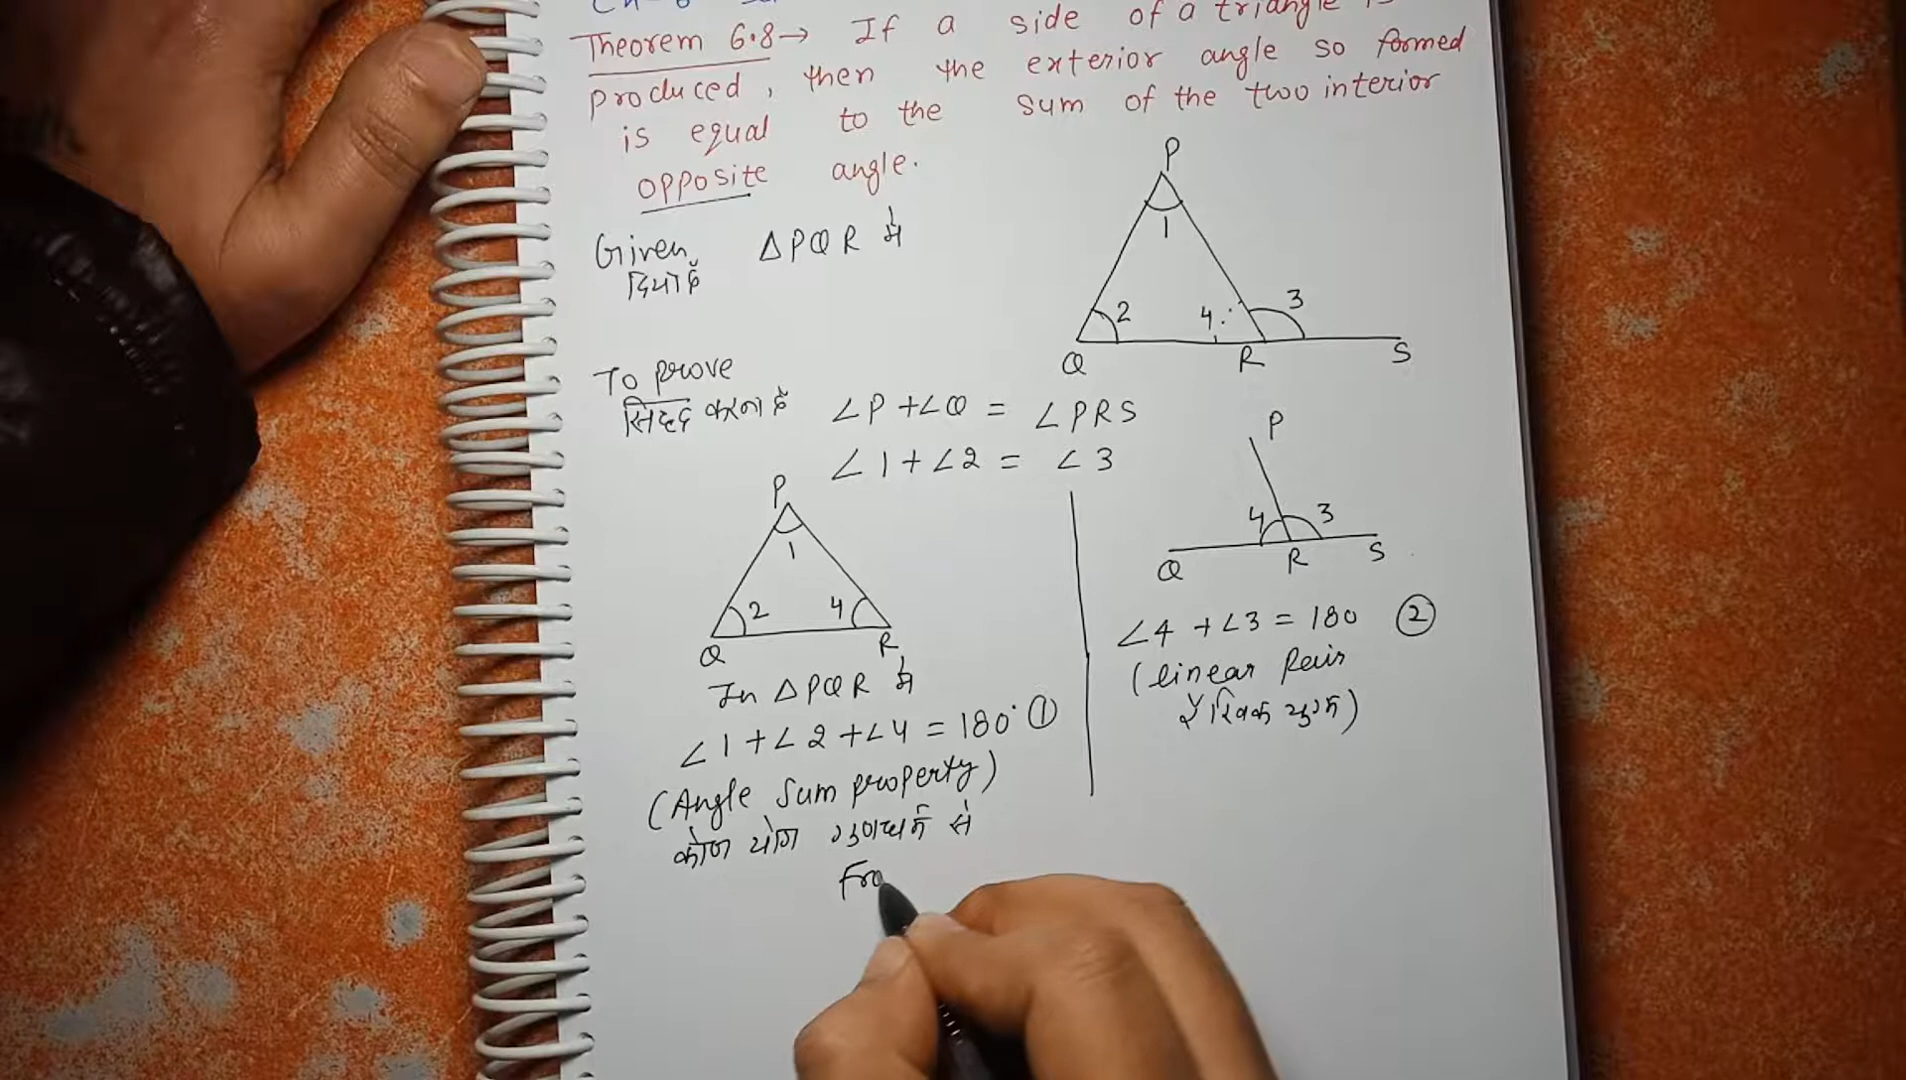 Theorem 6.8→ If a side of a triangle is
produced, then the exterior angle so formed
is equal to the sum of the two interior
opposite angle.
Given △PQR में
दिया है
P
1
2
4
3
Q
R
S
To prove
सिद्ध करना है
∠P + ∠Q = ∠PRS
∠1 + ∠2 = ∠3
P
1
2
4
Q
R
In △PQR में
∠1 + ∠2 + ∠4 = 180° ①
(Angle Sum property)
कोण योग गुणधर्म से
P
4
3
Q
R
S
∠4 + ∠3 = 180 ②
(linear Pair
रैखिक युग्म)
Fro